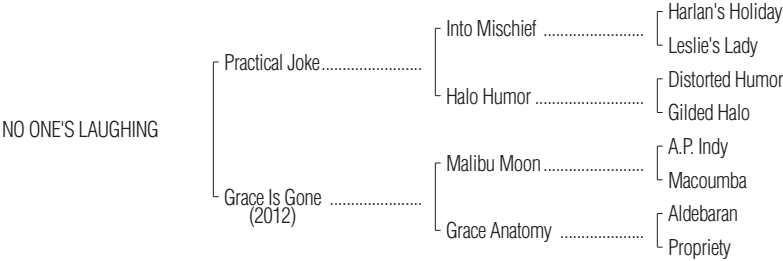 Harlan's Holiday
Into Mischief ........................
Leslie's Lady
Practical Joke........................
Distorted Humor
Halo Humor ..........................
Gilded Halo
NO ONE'S LAUGHING
A.P. Indy
Malibu Moon ........................
Macoumba
Grace Is Gone ......................
(2012)
Aldebaran
Grace Anatomy ....................
Propriety